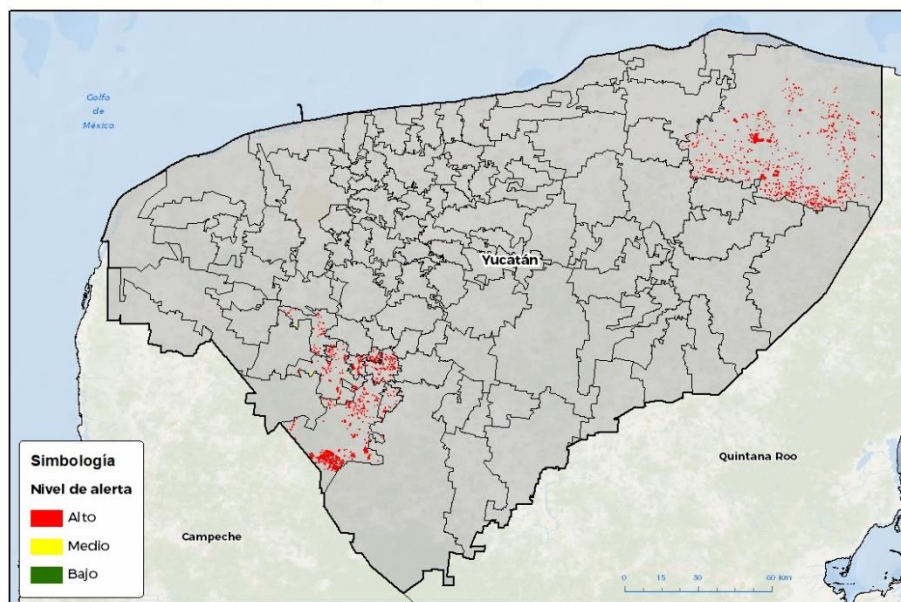 Golfo
de
México
Yucatán
Quintana Roo
Campeche
Simbología
Nivel de alerta
Alto
Medio
Bajo
0 15 30 60 Km